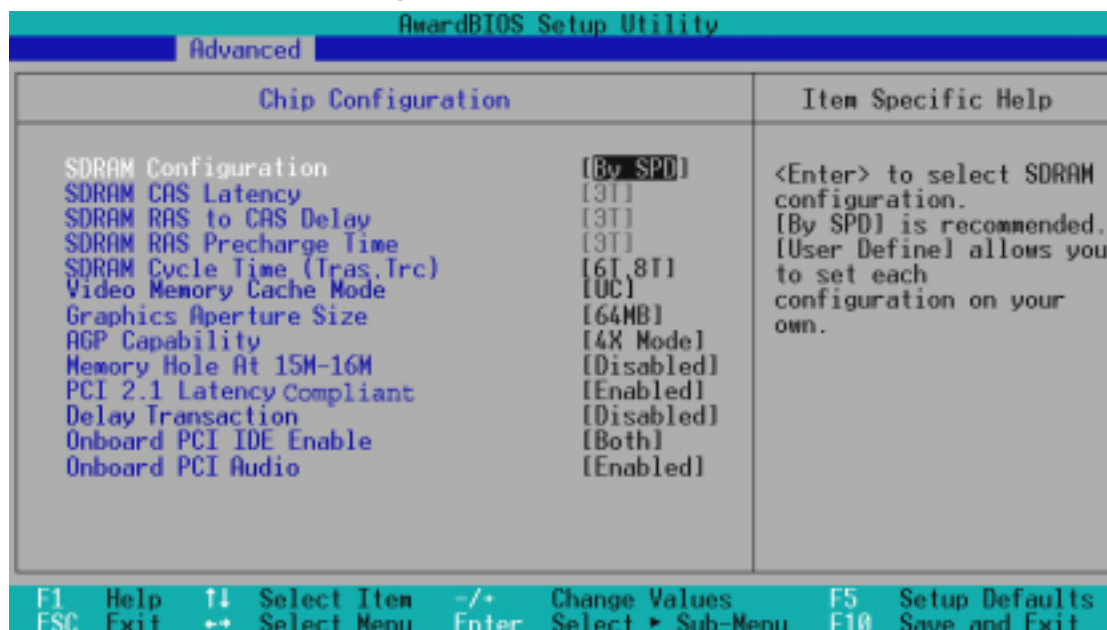 AwardBIOS Setup Utility
Advanced
Chip Configuration
Item Specific Help
SDRAM Configuration [By SPD]
SDRAM CAS Latency [3T]
SDRAM RAS to CAS Delay [3T]
SDRAM RAS Precharge Time [3T]
SDRAM Cycle Time (Tras,Trc) [6T,8T]
Video Memory Cache Mode [UC]
Graphics Aperture Size [64MB]
AGP Capability [4X Mode]
Memory Hole At 15M-16M [Disabled]
PCI 2.1 Latency Compliant [Enabled]
Delay Transaction [Disabled]
Onboard PCI IDE Enable [Both]
Onboard PCI Audio [Enabled]
<Enter> to select SDRAM
configuration.
[By SPD] is recommended.
[User Define] allows you
to set each
configuration on your
own.
F1 Help ↑↓ Select Item -/+ Change Values F5 Setup Defaults
ESC Exit ←→ Select Menu Enter Select ► Sub-Menu F10 Save and Exit